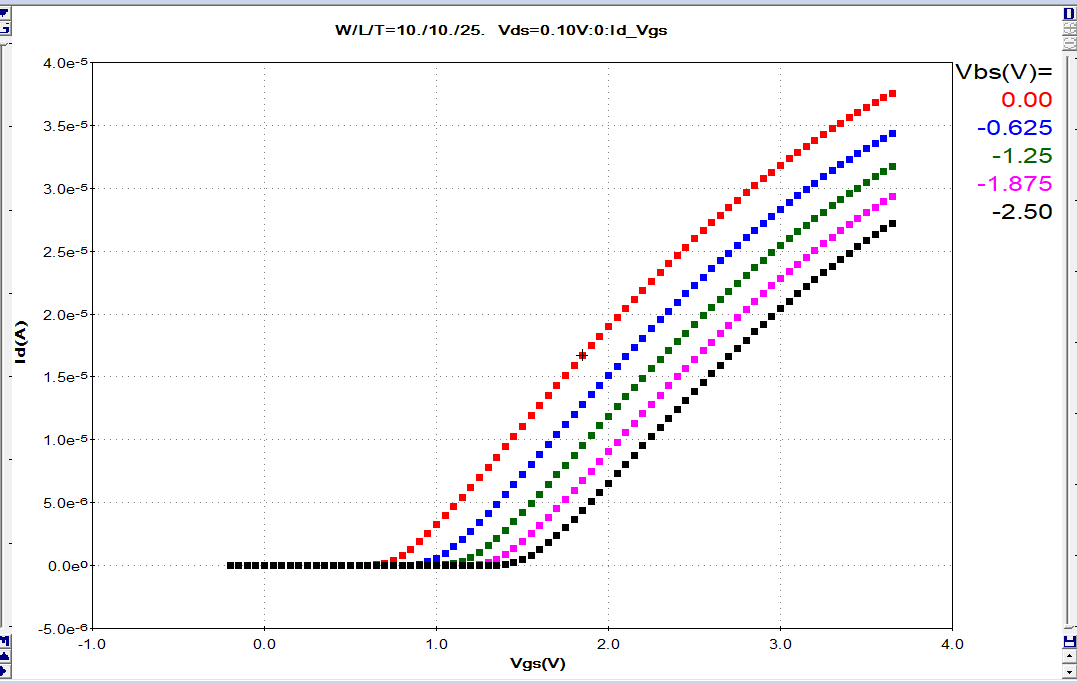 W/L/T=10./10./25. Vds=0.10V:0:Id_Vgs
Vbs(V)=
0.00
-0.625
-1.25
-1.875
-2.50
4.0e-5
3.5e-5
3.0e-5
2.5e-5
2.0e-5
1.5e-5
1.0e-5
5.0e-6
0.0e0
-5.0e-6
Id(A)
-1.0
0.0
1.0
2.0
3.0
4.0
Vgs(V)
D